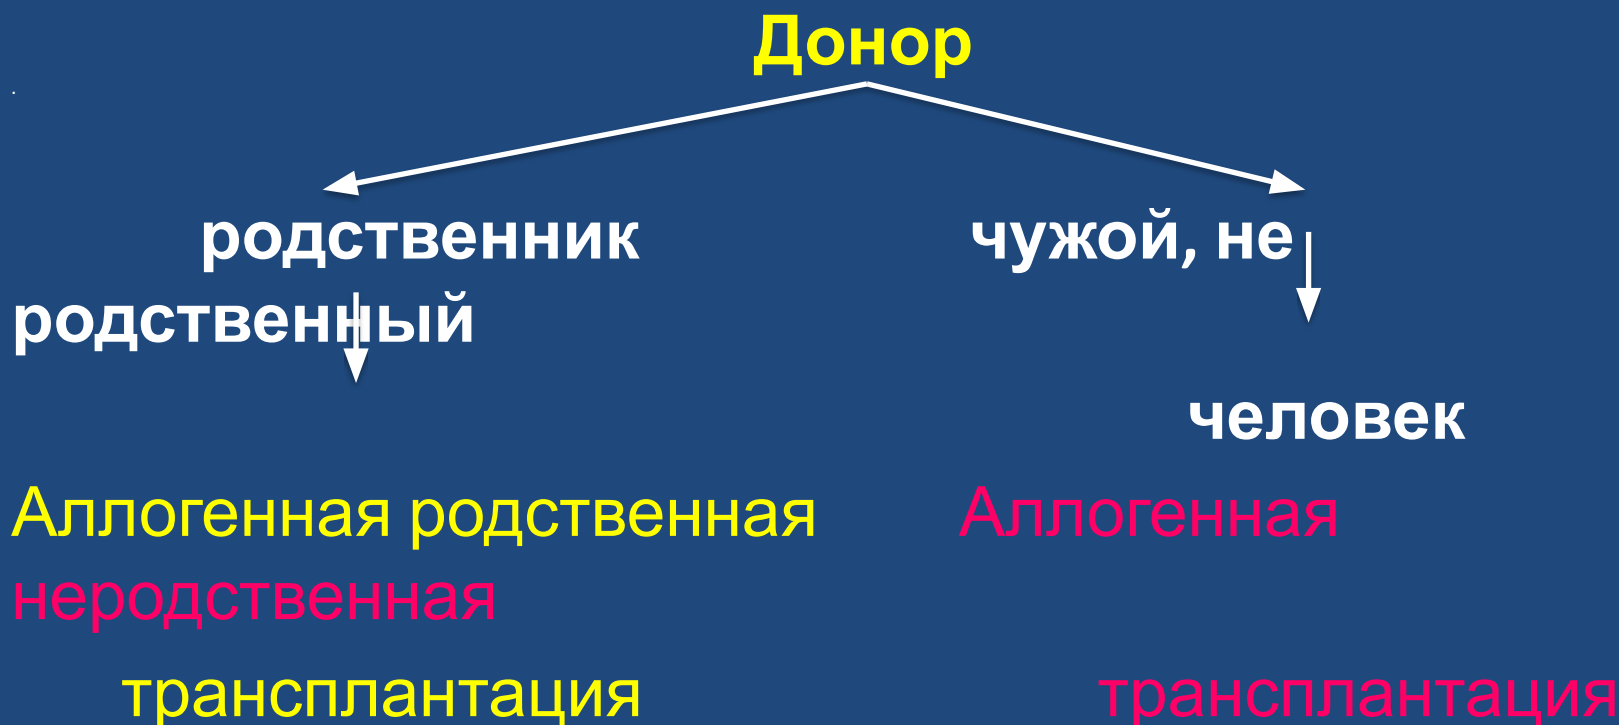 Донор
.
родственник чужой, не
родственный
человек
Аллогенная родственная Аллогенная
неродственная
трансплантация трансплантация